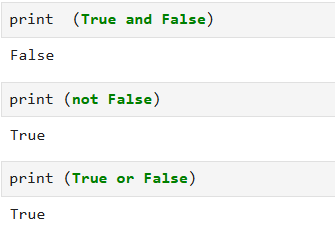 print  (True and False)
False
print (not False)
True
print (True or False)
True